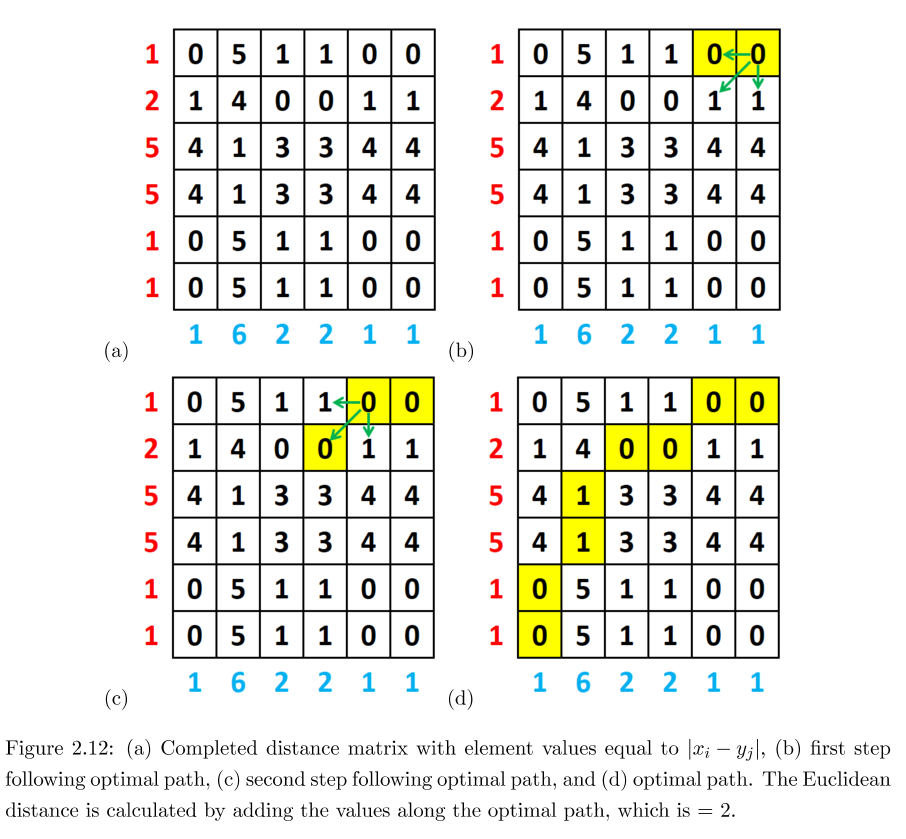 1 0 5 1 1 0 0 1 0 5 1 1 0 0
2 1 4 0 0 1 1 2 1 4 0 0 1 1
5 4 1 3 3 4 4 5 4 1 3 3 4 4
5 4 1 3 3 4 4 5 4 1 3 3 4 4
1 0 5 1 1 0 0 1 0 5 1 1 0 0
1 0 5 1 1 0 0 1 0 5 1 1 0 0
1 6 2 2 1 1 1 6 2 2 1 1
(a) (b)
1 0 5 1 1 0 0 1 0 5 1 1 0 0
2 1 4 0 0 1 1 2 1 4 0 0 1 1
5 4 1 3 3 4 4 5 4 1 3 3 4 4
5 4 1 3 3 4 4 5 4 1 3 3 4 4
1 0 5 1 1 0 0 1 0 5 1 1 0 0
1 0 5 1 1 0 0 1 0 5 1 1 0 0
1 6 2 2 1 1 1 6 2 2 1 1
(c) (d)
Figure 2.12: (a) Completed distance matrix with element values equal to |x_i − y_j|, (b) first step
following optimal path, (c) second step following optimal path, and (d) optimal path. The Euclidean
distance is calculated by adding the values along the optimal path, which is = 2.